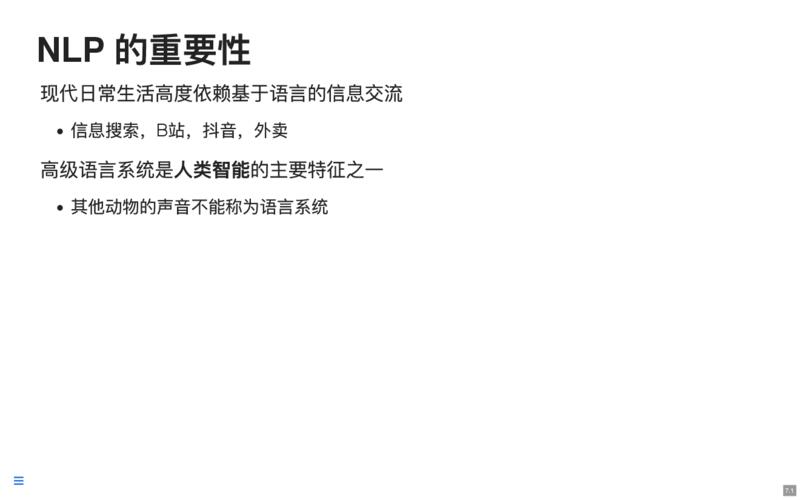 NLP 的重要性
现代日常生活高度依赖基于语言的信息交流
• 信息搜索，B站，抖音，外卖
高级语言系统是人类智能的主要特征之一
• 其他动物的声音不能称为语言系统
7.1